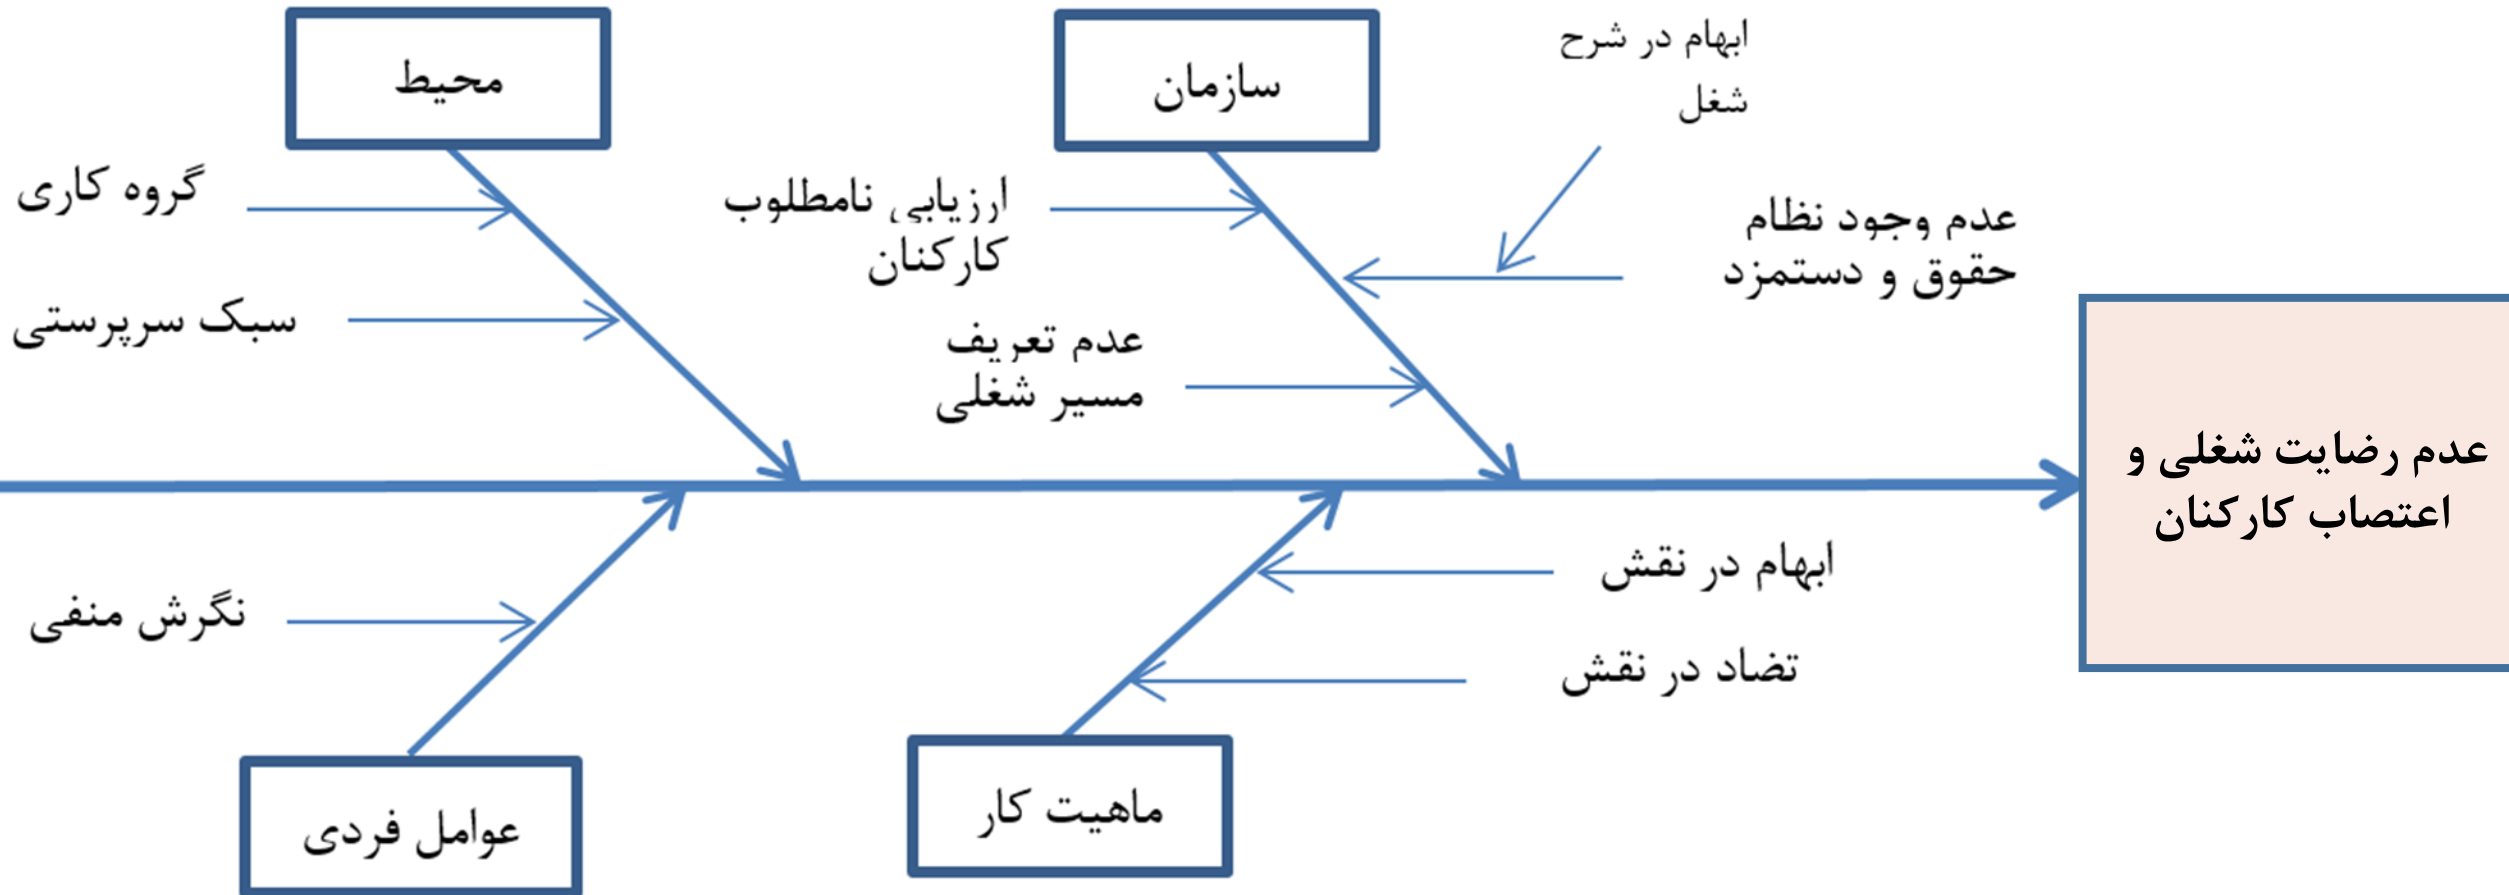 محیط
سازمان
ابهام در شرح
شغل
گروه کاری
ارزیابی نامطلوب
کارکنان
عدم وجود نظام
حقوق و دستمزد
سبک سرپرستی
عدم تعریف
مسیر شغلی
عدم رضایت شغلی و
اعتصاب کارکنان
ابهام در نقش
نگرش منفی
تضاد در نقش
ماهیت کار
عوامل فردی